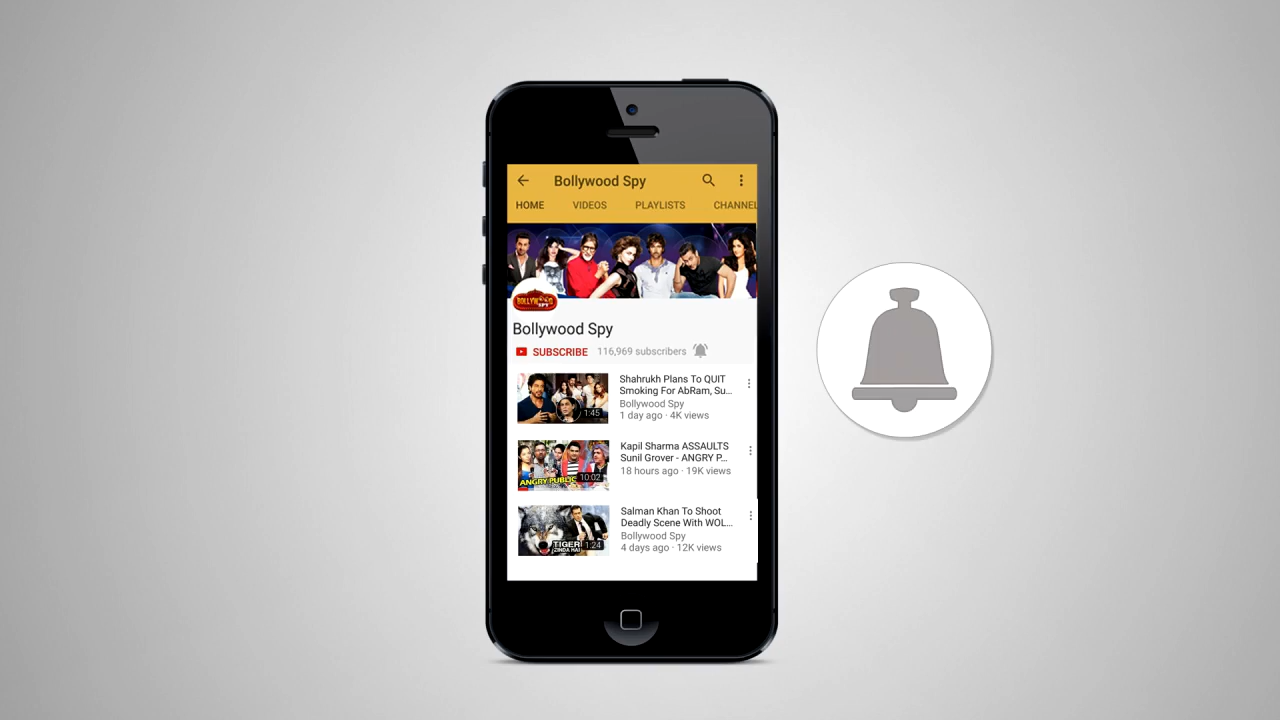 Bollywood Spy
HOME VIDEOS PLAYLISTS CHANNEL
BOLLYWOOD
SPY
Bollywood Spy
SUBSCRIBE 116,969 subscribers
Shahrukh Plans To QUIT
Smoking For AbRam, Su...
Bollywood Spy
1 day ago · 4K views
1:45
Kapil Sharma ASSAULTS
Sunil Grover - ANGRY P...
18 hours ago · 19K views
ANGRY PUBLIC
10:02
Salman Khan To Shoot
Deadly Scene With WOL...
Bollywood Spy
4 days ago · 12K views
TIGER
ZINDA HAI
1:24